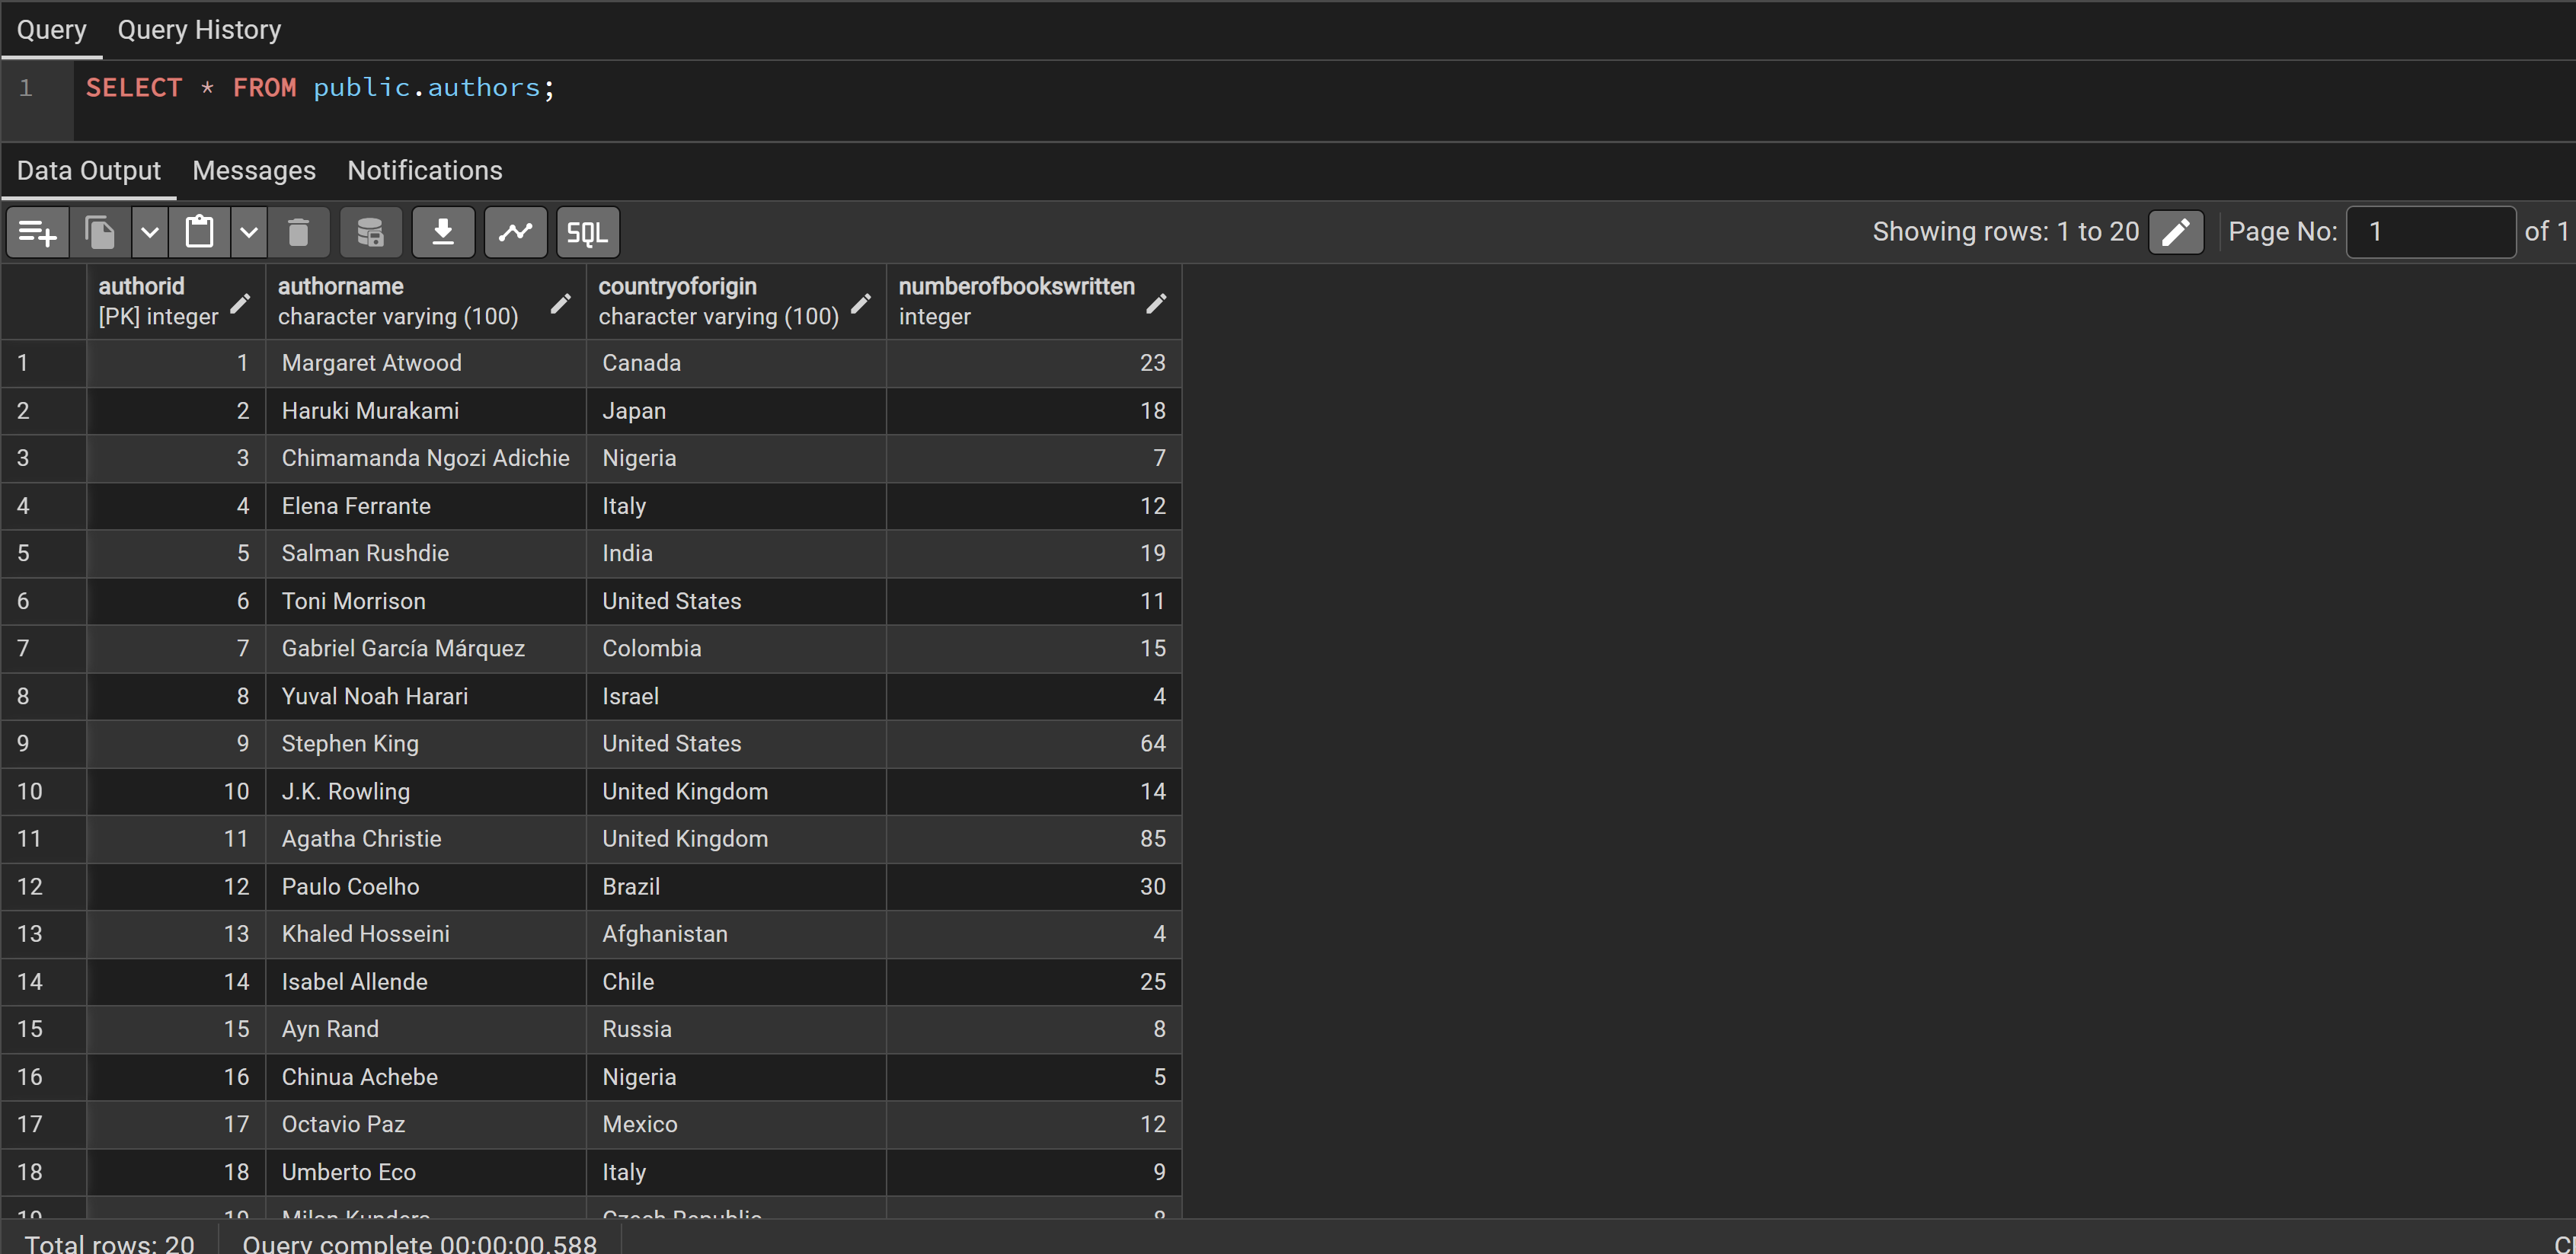 Query Query History
1 SELECT * FROM public.authors;
Data Output Messages Notifications
SQL Showing rows: 1 to 20 Page No: 1 of 1
authorid authorname countryoforigin numberofbookswritten
[PK] integer character varying (100) character varying (100) integer
1 1 Margaret Atwood Canada 23
2 2 Haruki Murakami Japan 18
3 3 Chimamanda Ngozi Adichie Nigeria 7
4 4 Elena Ferrante Italy 12
5 5 Salman Rushdie India 19
6 6 Toni Morrison United States 11
7 7 Gabriel García Márquez Colombia 15
8 8 Yuval Noah Harari Israel 4
9 9 Stephen King United States 64
10 10 J.K. Rowling United Kingdom 14
11 11 Agatha Christie United Kingdom 85
12 12 Paulo Coelho Brazil 30
13 13 Khaled Hosseini Afghanistan 4
14 14 Isabel Allende Chile 25
15 15 Ayn Rand Russia 8
16 16 Chinua Achebe Nigeria 5
17 17 Octavio Paz Mexico 12
18 18 Umberto Eco Italy 9
19 19 Milan Kundera Czech Republic
Total rows: 20 Query complete 00:00:00.588